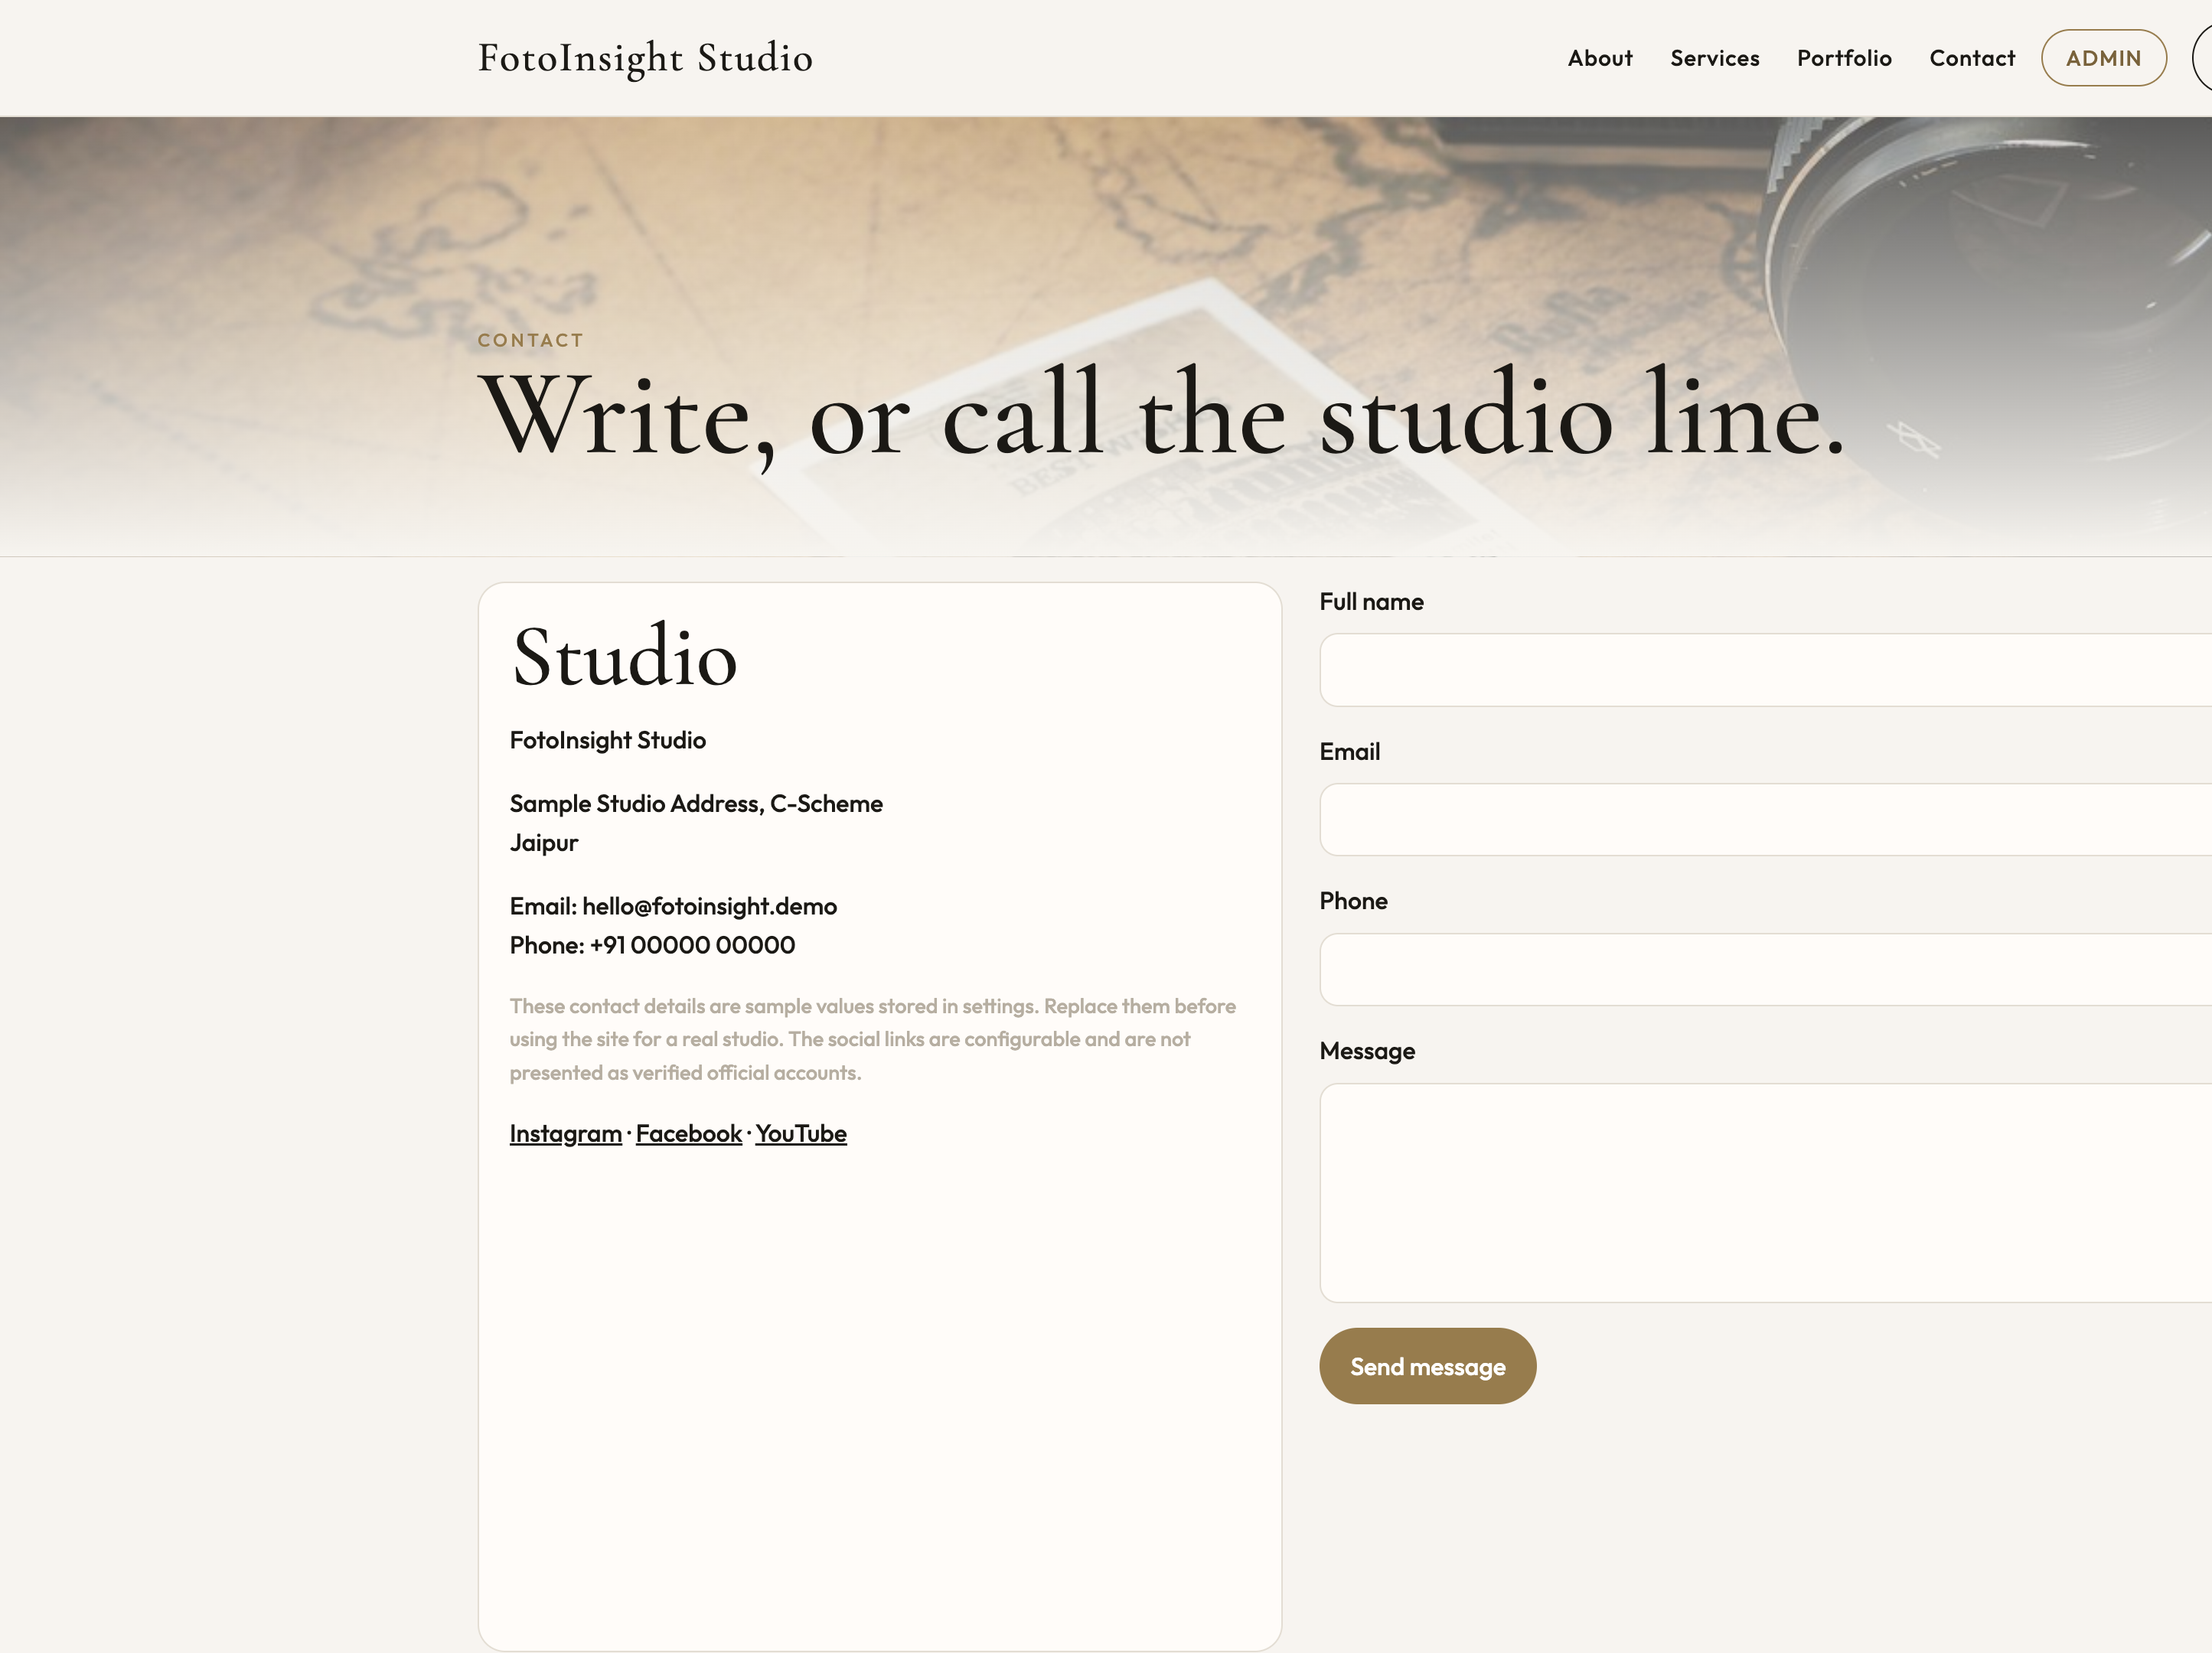 FotoInsight Studio
About Services Portfolio Contact ADMIN
CONTACT
Write, or call the studio line.
BEST WISHES
Studio
FotoInsight Studio
Sample Studio Address, C-Scheme
Jaipur
Email: hello@fotoinsight.demo
Phone: +91 00000 00000
These contact details are sample values stored in settings. Replace them before
using the site for a real studio. The social links are configurable and are not
presented as verified official accounts.
Instagram · Facebook · YouTube
Full name
Email
Phone
Message
Send message